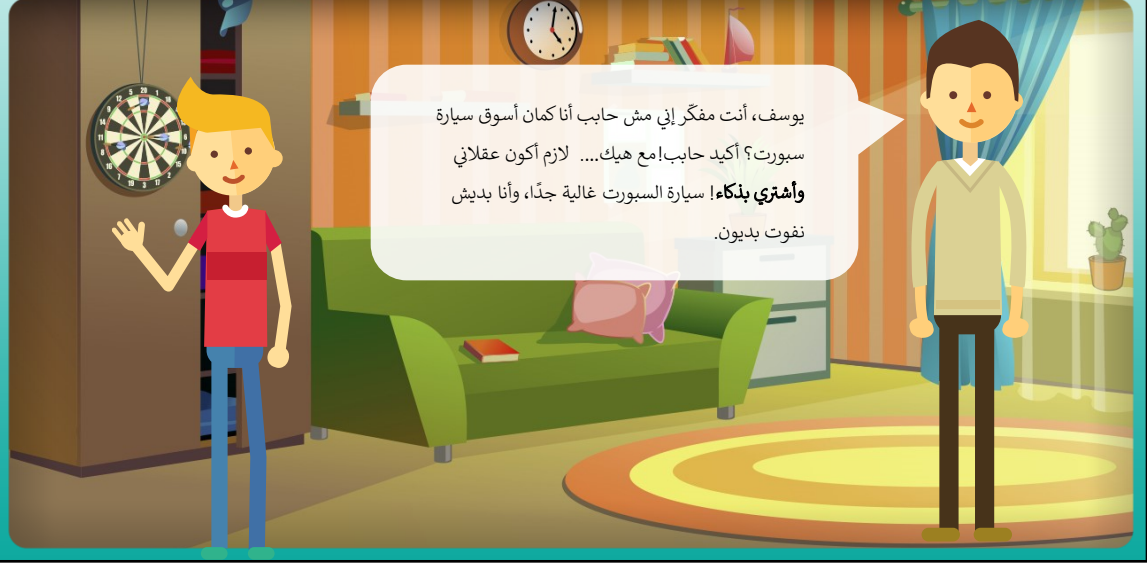 يوسف، أنت مفكّر إني مش حابب أنا كمان أسوق سيارة
سبورت؟ أكيد حابب!مع هيك.... لازم أكون عقلاني
وأشتري بذكاء! سيارة السبورت غالية جدًا، وأنا بديش
نفوت بديون.